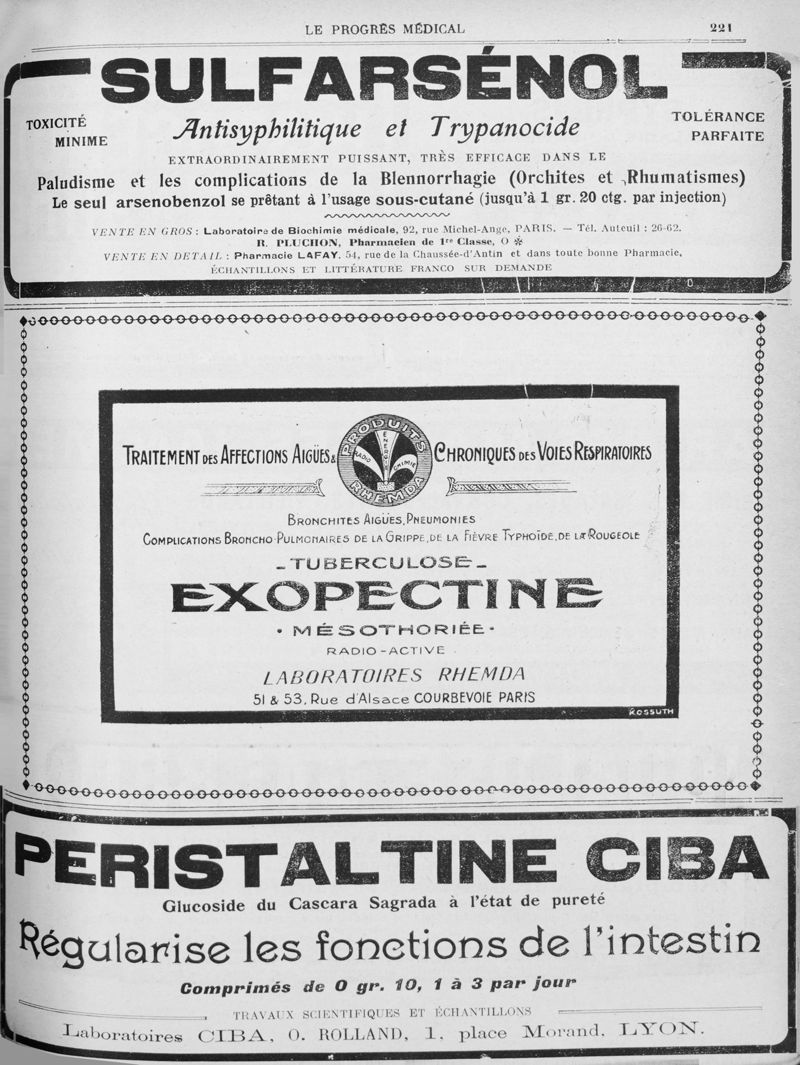 LE PROGRÈS MÉDICAL 221
SULFARSÉNOL
TOXICITÉ
MINIME
Antisyphilitique et Trypanocide
TOLÉRANCE
PARFAITE
EXTRAORDINAIREMENT PUISSANT, TRÈS EFFICACE DANS LE
Paludisme et les complications de la Blennorrhagie (Orchites et Rhumatismes)
Le seul arsenobenzol se prêtant à l'usage sous-cutané (jusqu'à 1 gr. 20 ctg. par injection)
VENTE EN GROS : Laboratoire de Biochimie médicale, 92, rue Michel-Ange, PARIS. — Tél. Auteuil : 26-62.
R. PLUCHON, Pharmacien de 1re Classe, O ✻
VENTE EN DETAIL : Pharmacie LAFAY, 54, rue de la Chaussée-d'Antin et dans toute bonne Pharmacie,
ÉCHANTILLONS ET LITTÉRATURE FRANCO SUR DEMANDE
PRODUITS
ENERGIE
RADIO
CHIMIE
RHEMDA
TRAITEMENT DES AFFECTIONS AIGÜES & CHRONIQUES DES VOIES RESPIRATOIRES
BRONCHITES AIGÜES, PNEUMONIES
COMPLICATIONS BRONCHO-PULMONAIRES DE LA GRIPPE, DE LA FIÈVRE TYPHOÏDE, DE LA ROUGEOLE
- TUBERCULOSE -
EXOPECTINE
• MÉSOTHORIÉE •
RADIO-ACTIVE
LABORATOIRES RHEMDA
51 & 53, Rue d'Alsace COURBEVOIE PARIS
ROSSUTH
PERISTALTINE CIBA
Glucoside du Cascara Sagrada à l'état de pureté
Régularise les fonctions de l'intestin
Comprimés de 0 gr. 10, 1 à 3 par jour
TRAVAUX SCIENTIFIQUES ET ÉCHANTILLONS
Laboratoires CIBA, O. ROLLAND, 1, place Morand, LYON.